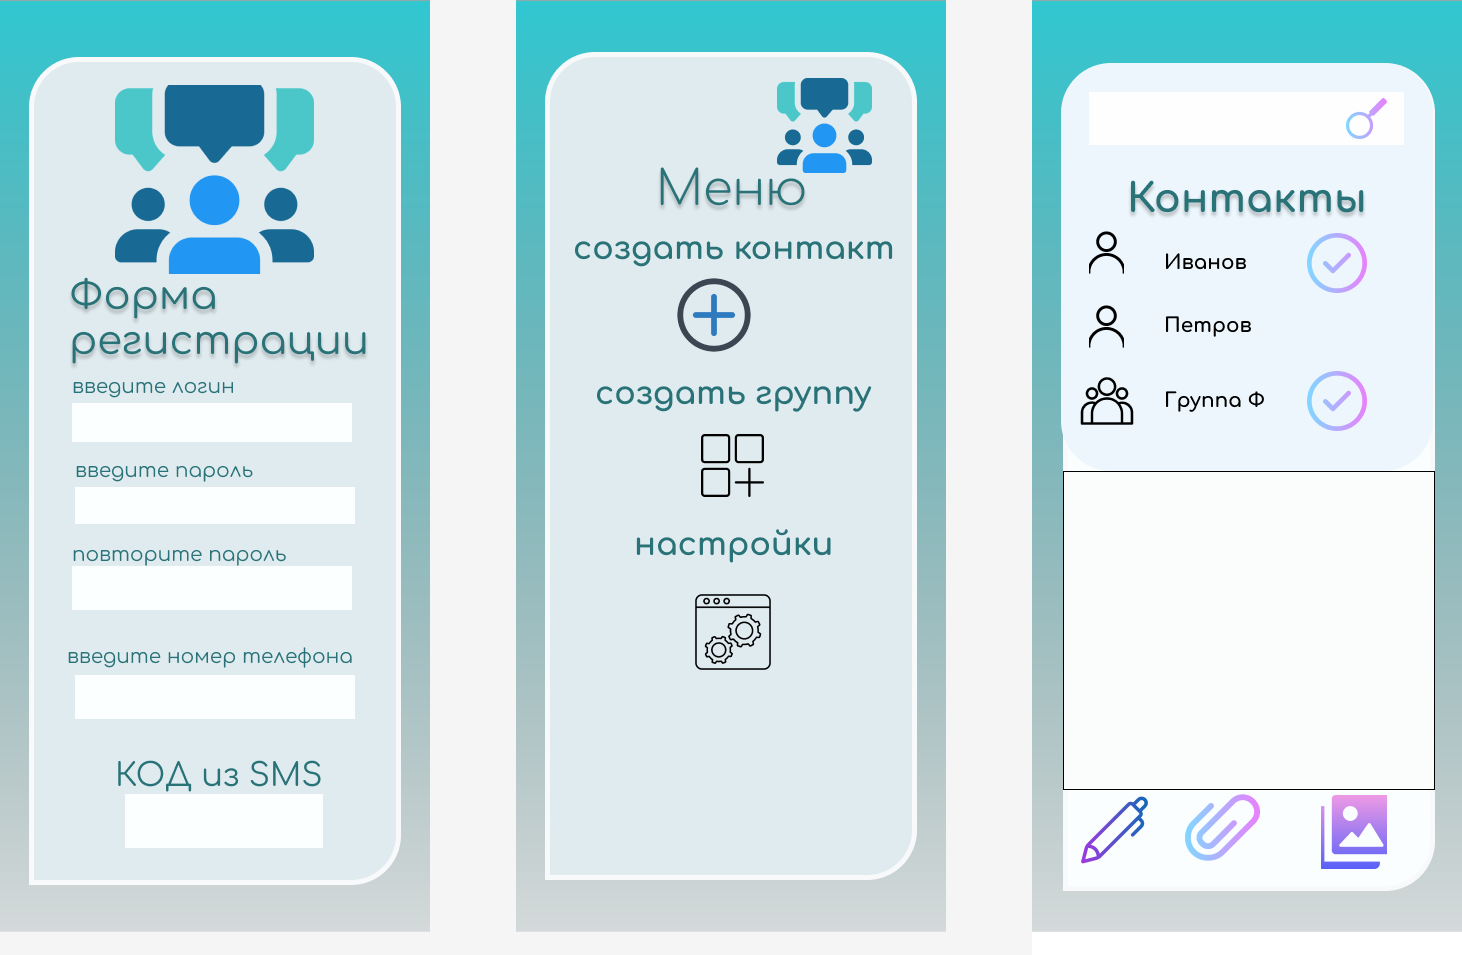 Форма
регистрации
введите логин
введите пароль
повторите пароль
введите номер телефона
КОД из SMS
Меню
создать контакт
создать группу
настройки
Контакты
Иванов
Петров
Группа Ф